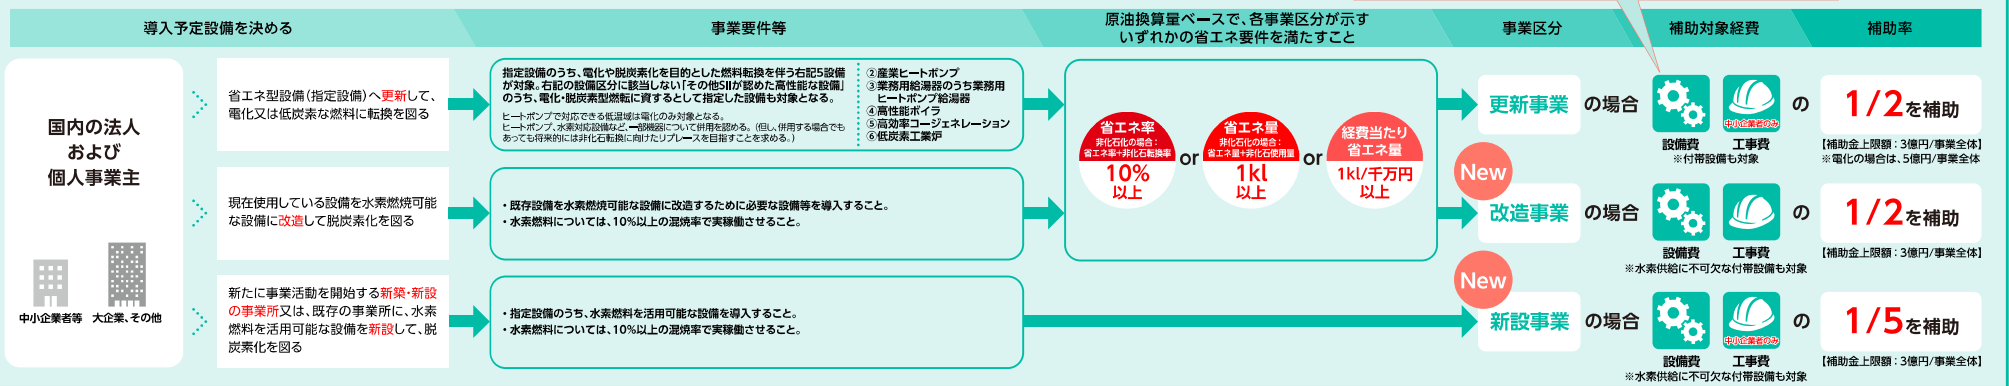 導入予定設備を決める
事業要件等
原油換算量ベースで、各事業区分が示す
いずれかの省エネ要件を満たすこと
事業区分
補助対象経費
補助率
国内の法人
および
個人事業主
中小企業者等
大企業、その他
省エネ型設備（指定設備）へ更新して、
電化又は低炭素な燃料に転換を図る
指定設備のうち、電化や脱炭素化を目的とした燃料転換を伴う右記5設備
が対象。右記の設備区分に該当しない「その他SIIが認めた高性能な設備」
のうち、電化・脱炭素型燃転に資するとして指定した設備も対象となる。
ヒートポンプで対応できる低温域は電化のみ対象となる。
ヒートポンプ、水素対応設備など、一部機器について併用を認める。（但し、併用する場合でも
あっても将来的には非化石転換に向けたリプレースを目指すことを求める。）
②産業ヒートポンプ
③業務用給湯器のうち業務用
ヒートポンプ給湯器
④高性能ボイラ
⑤高効率コージェネレーション
⑥低炭素工業炉
省エネ率
非化石化の場合：
省エネ率+非化石転換率
10%
以上
or
省エネ量
非化石化の場合：
省エネ量+非化石使用量
1kl
以上
or
経費当たり
省エネ量
1kl/千万円
以上
更新事業
の場合
設備費
中小企業者のみ
工事費
※付帯設備も対象
の
1/2を補助
【補助金上限額：3億円/事業全体】
※電化の場合は、5億円/事業全体
現在使用している設備を水素燃焼可能
な設備に改造して脱炭素化を図る
・既存設備を水素燃焼可能な設備に改造するために必要な設備等を導入すること。
・水素燃料については、10%以上の混焼率で実稼働させること。
New
改造事業
の場合
設備費
工事費
※水素供給に不可欠な付帯設備も対象
の
1/2を補助
【補助金上限額：3億円/事業全体】
新たに事業活動を開始する新築・新設
の事業所又は、既存の事業所に、水素
燃料を活用可能な設備を新設して、脱
炭素化を図る
・指定設備のうち、水素燃料を活用可能な設備を導入すること。
・水素燃料については、10%以上の混焼率で実稼働させること。
New
新設事業
の場合
設備費
中小企業者のみ
工事費
※水素供給に不可欠な付帯設備も対象
の
1/5を補助
【補助金上限額：3億円/事業全体】